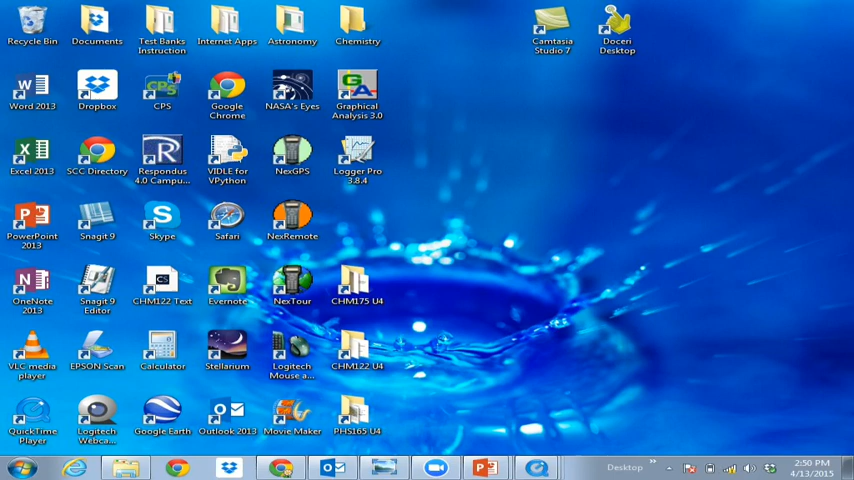 Recycle Bin
Documents
Test Banks
Instruction
Internet Apps
Astronomy
Chemistry
Camtasia
Studio 7
Doceri
Desktop
Word 2013
Dropbox
CPS
Google
Chrome
NASA's Eyes
Graphical
Analysis 3.0
Excel 2013
SCC Directory
Respondus
4.0 Campu...
VIDLE for
VPython
NexGPS
Logger Pro
3.8.4
PowerPoint
2013
Snagit 9
Skype
Safari
NexRemote
OneNote
2013
Snagit 9
Editor
CHM122 Text
Evernote
NexTour
CHM175 U4
VLC media
player
EPSON Scan
Calculator
Stellarium
Logitech
Mouse a...
CHM122 U4
QuickTime
Player
Logitech
Webca...
Google Earth
Outlook 2013
Movie Maker
PHS165 U4
Desktop
2:50 PM
4/13/2015